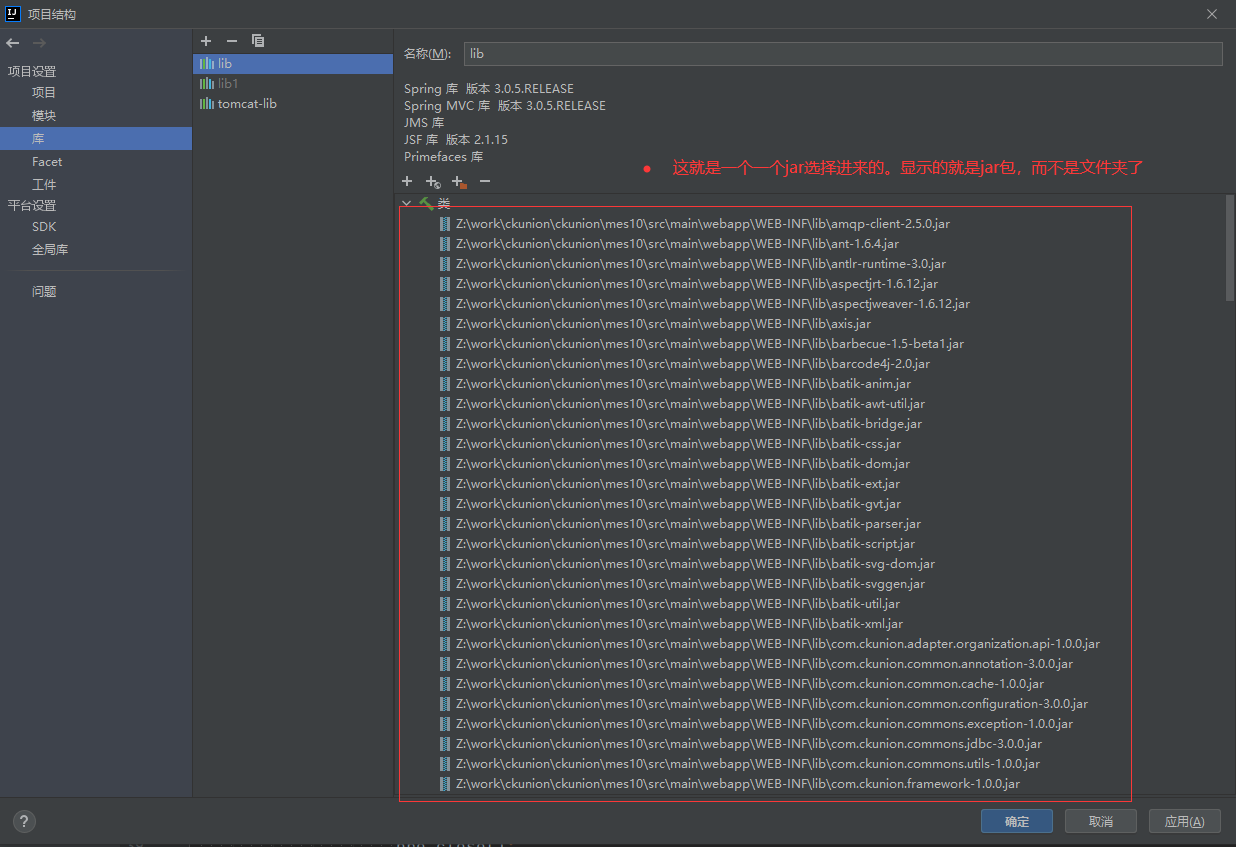 项目结构
项目设置
项目
模块
库
Facet
工件
平台设置
SDK
全局库
问题
lib
lib1
tomcat-lib
名称(M): lib
Spring 库 版本 3.0.5.RELEASE
Spring MVC 库 版本 3.0.5.RELEASE
JMS 库
JSF 库 版本 2.1.15
Primefaces 库
这就是一个一个jar选择进来的。显示的就是jar包，而不是文件夹了
类
Z:\work\ckunion\ckunion\mes10\src\main\webapp\WEB-INF\lib\amqp-client-2.5.0.jar
Z:\work\ckunion\ckunion\mes10\src\main\webapp\WEB-INF\lib\ant-1.6.4.jar
Z:\work\ckunion\ckunion\mes10\src\main\webapp\WEB-INF\lib\antlr-runtime-3.0.jar
Z:\work\ckunion\ckunion\mes10\src\main\webapp\WEB-INF\lib\aspectjrt-1.6.12.jar
Z:\work\ckunion\ckunion\mes10\src\main\webapp\WEB-INF\lib\aspectjweaver-1.6.12.jar
Z:\work\ckunion\ckunion\mes10\src\main\webapp\WEB-INF\lib\axis.jar
Z:\work\ckunion\ckunion\mes10\src\main\webapp\WEB-INF\lib\barbecue-1.5-beta1.jar
Z:\work\ckunion\ckunion\mes10\src\main\webapp\WEB-INF\lib\barcode4j-2.0.jar
Z:\work\ckunion\ckunion\mes10\src\main\webapp\WEB-INF\lib\batik-anim.jar
Z:\work\ckunion\ckunion\mes10\src\main\webapp\WEB-INF\lib\batik-awt-util.jar
Z:\work\ckunion\ckunion\mes10\src\main\webapp\WEB-INF\lib\batik-bridge.jar
Z:\work\ckunion\ckunion\mes10\src\main\webapp\WEB-INF\lib\batik-css.jar
Z:\work\ckunion\ckunion\mes10\src\main\webapp\WEB-INF\lib\batik-dom.jar
Z:\work\ckunion\ckunion\mes10\src\main\webapp\WEB-INF\lib\batik-ext.jar
Z:\work\ckunion\ckunion\mes10\src\main\webapp\WEB-INF\lib\batik-gvt.jar
Z:\work\ckunion\ckunion\mes10\src\main\webapp\WEB-INF\lib\batik-parser.jar
Z:\work\ckunion\ckunion\mes10\src\main\webapp\WEB-INF\lib\batik-script.jar
Z:\work\ckunion\ckunion\mes10\src\main\webapp\WEB-INF\lib\batik-svg-dom.jar
Z:\work\ckunion\ckunion\mes10\src\main\webapp\WEB-INF\lib\batik-svggen.jar
Z:\work\ckunion\ckunion\mes10\src\main\webapp\WEB-INF\lib\batik-util.jar
Z:\work\ckunion\ckunion\mes10\src\main\webapp\WEB-INF\lib\batik-xml.jar
Z:\work\ckunion\ckunion\mes10\src\main\webapp\WEB-INF\lib\com.ckunion.adapter.organization.api-1.0.0.jar
Z:\work\ckunion\ckunion\mes10\src\main\webapp\WEB-INF\lib\com.ckunion.common.annotation-3.0.0.jar
Z:\work\ckunion\ckunion\mes10\src\main\webapp\WEB-INF\lib\com.ckunion.common.cache-1.0.0.jar
Z:\work\ckunion\ckunion\mes10\src\main\webapp\WEB-INF\lib\com.ckunion.common.configuration-3.0.0.jar
Z:\work\ckunion\ckunion\mes10\src\main\webapp\WEB-INF\lib\com.ckunion.commons.exception-1.0.0.jar
Z:\work\ckunion\ckunion\mes10\src\main\webapp\WEB-INF\lib\com.ckunion.commons.jdbc-3.0.0.jar
Z:\work\ckunion\ckunion\mes10\src\main\webapp\WEB-INF\lib\com.ckunion.commons.utils-1.0.0.jar
Z:\work\ckunion\ckunion\mes10\src\main\webapp\WEB-INF\lib\com.ckunion.framework-1.0.0.jar
确定 取消 应用(A)